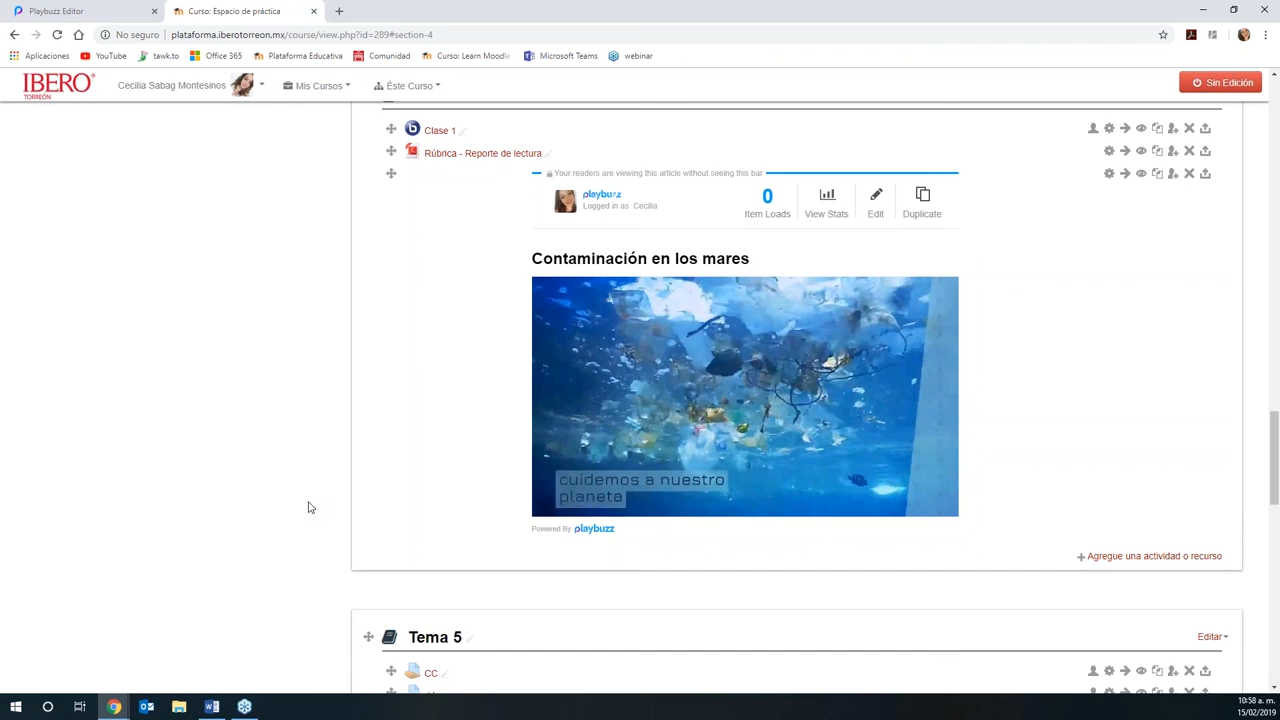 Playbuzz Editor
Curso: Espacio de práctica
No seguro | plataforma.iberotorreon.mx/course/view.php?id=289#section-4
Aplicaciones YouTube tawk.to Office 365 Plataforma Educativa Comunidad Curso: Learn Moodle Microsoft Teams webinar
IBERO
TORREÓN
Cecilia Sabag Montesinos Mis Cursos Éste Curso Sin Edición
Clase 1
Rúbrica - Reporte de lectura
Your readers are viewing this article without seeing this bar
playbuzz
Logged in as Cecilia
0
Item Loads View Stats Edit Duplicate
Contaminación en los mares
cuidemos a nuestro
planeta
Powered By playbuzz
Agregue una actividad o recurso
Tema 5 Editar
CC
10:58 a. m.
15/02/2019